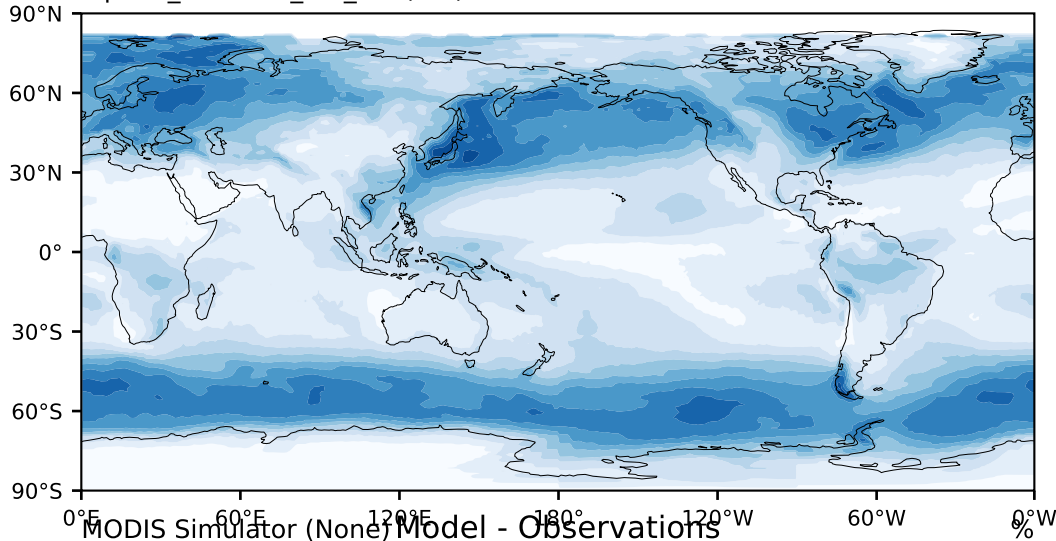 90°N
60°N
30°N
0°
30°S
60°S
90°S
0°E 60°E 120°E 180° 120°W 60°W 0°W
MODIS Simulator (None) Model - Observations %